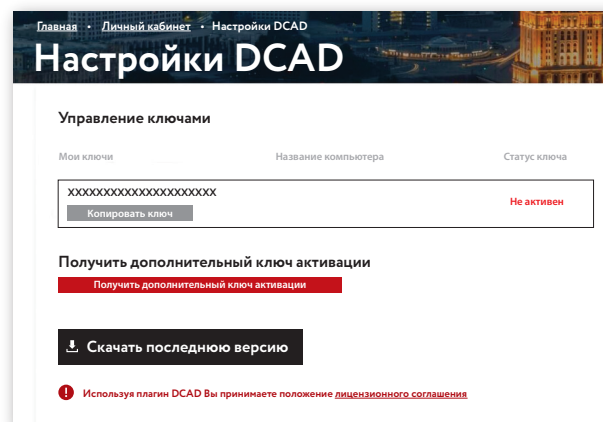 Главная • Личный кабинет • Настройки DCAD
Настройки DCAD
Управление ключами
Мои ключи Название компьютера Статус ключа
XXXXXXXXXXXXXXXXXXXXX
Не активен
Копировать ключ
Получить дополнительный ключ активации
Получить дополнительный ключ активации
Скачать последнюю версию
Используя плагин DCAD Вы принимаете положение лицензионного соглашения